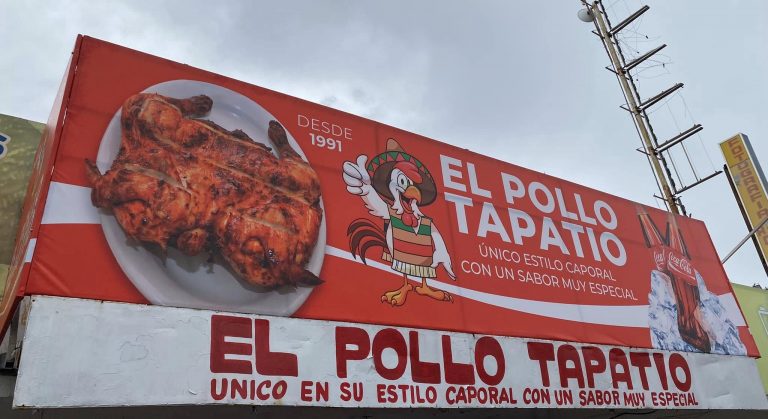 DESDE
1991
EL POLLO
TAPATIO
ÚNICO ESTILO CAPORAL
CON UN SABOR MUY ESPECIAL
Coca-Cola
EL POLLO TAPATIO
UNICO EN SU ESTILO CAPORAL CON UN SABOR MUY ESPECIAL